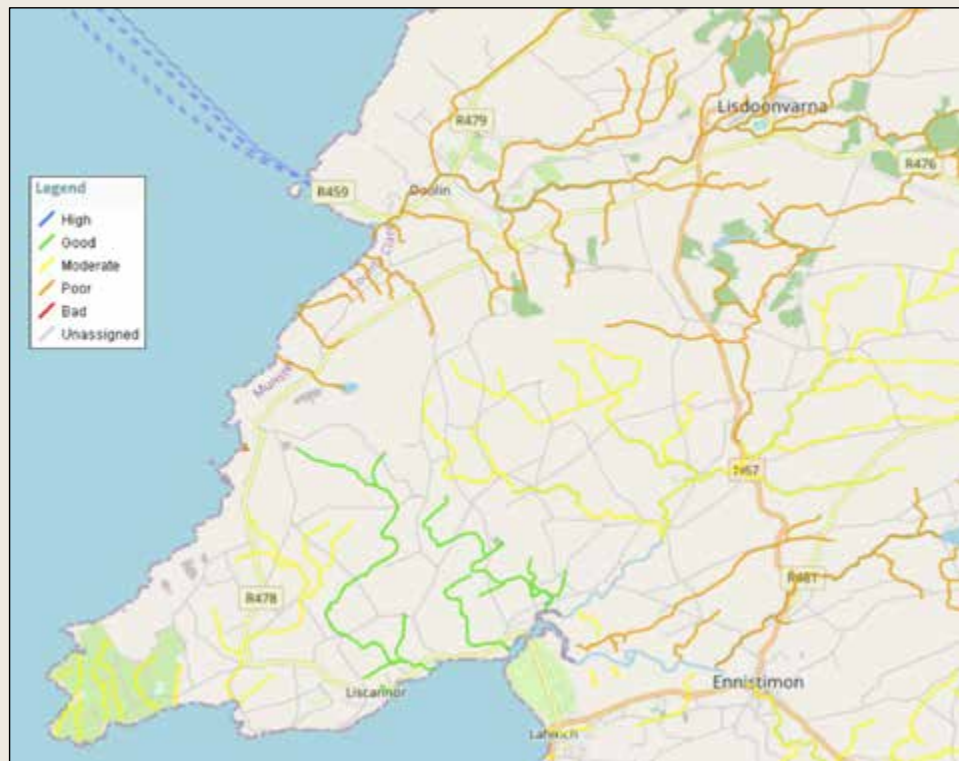 Lisdoonvarna
R479
R476
R459
Doolin
Legend
High
Good
Moderate
Poor
Bad
Unassigned
N67
R481
R478
Liscannor
Ennistimon
Lahinch